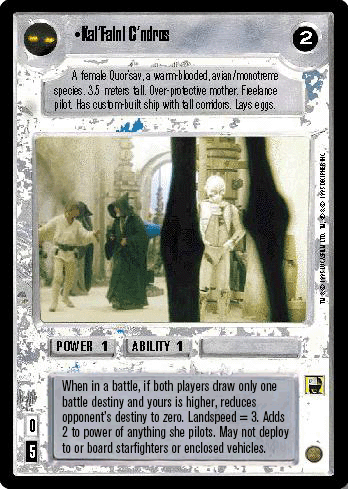 •Kal'Falnl C'ndros
2
A female Quor'sav, a warm-blooded, avian/monotreme
species. 3.5 meters tall. Over-protective mother. Freelance
pilot. Has custom-built ship with tall corridors. Lays eggs.
POWER 1 ABILITY 1
When in a battle, if both players draw only one
battle destiny and yours is higher, reduces
opponent's destiny to zero. Landspeed = 3. Adds
2 to power of anything she pilots. May not deploy
to or board starfighters or enclosed vehicles.
0
5